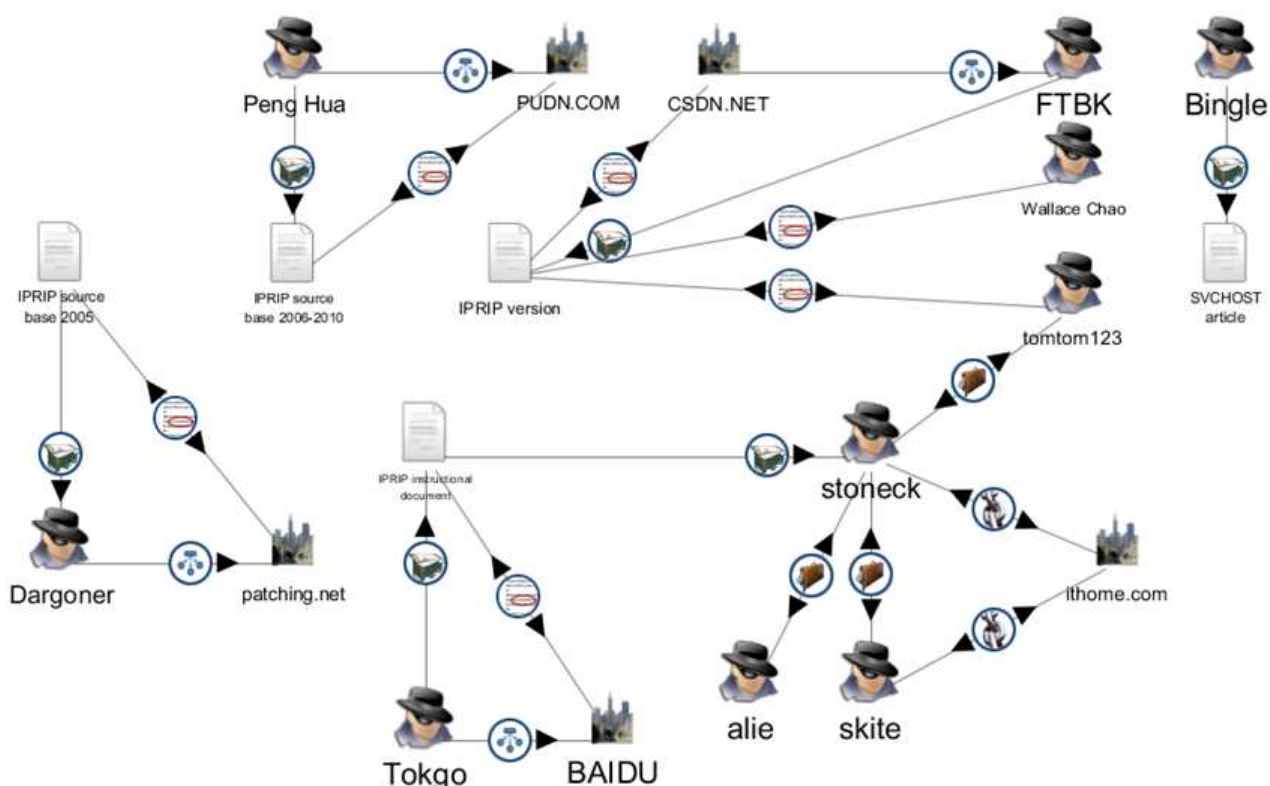 Peng Hua
PUDN.COM
CSDN.NET
FTBK
Bingle
Wallace Chao
IPRIP source
base 2005
IPRIP source
base 2006-2010
IPRIP version
SVCHOST
article
tomtom123
IPRIP instructional
document
stoneck
Dargoner
patching.net
ithome.com
alie
skite
Tokgo
BAIDU